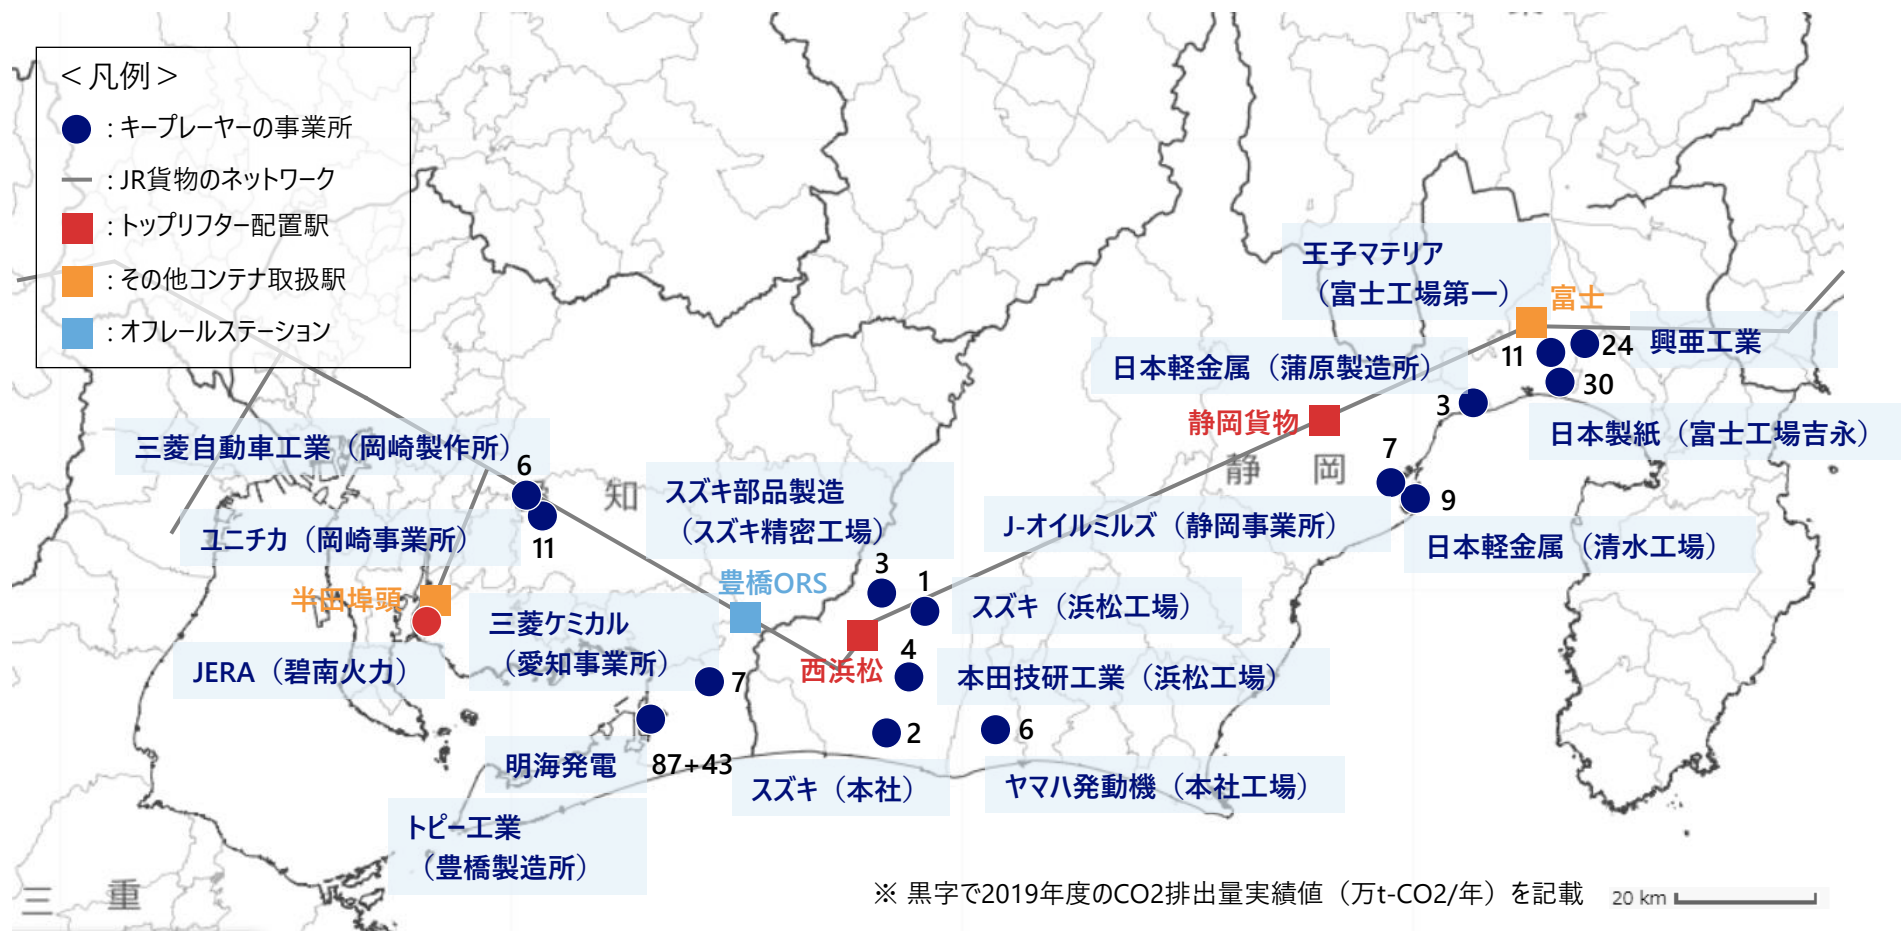 ＜凡例＞
：キープレーヤーの事業所
：JR貨物のネットワーク
：トップリフター配置駅
：その他コンテナ取扱駅
：オフレールステーション
王子マテリア
（富士工場第一）
富士
11
24
興亜工業
30
日本軽金属（蒲原製造所）
3
日本製紙（富士工場吉永）
静岡貨物
静 岡
7
9
三菱自動車工業（岡崎製作所）
6
知
スズキ部品製造
（スズキ精密工場）
J-オイルミルズ（静岡事業所）
日本軽金属（清水工場）
ユニチカ（岡崎事業所）
11
3
1
豊橋ORS
半田埠頭
スズキ（浜松工場）
三菱ケミカル
（愛知事業所）
4
西浜松
JERA（碧南火力）
7
本田技研工業（浜松工場）
2
6
明海発電
87+43
スズキ（本社）
ヤマハ発動機（本社工場）
トピー工業
（豊橋製造所）
三 重
※ 黒字で2019年度のCO2排出量実績値（万t-CO2/年）を記載
20 km